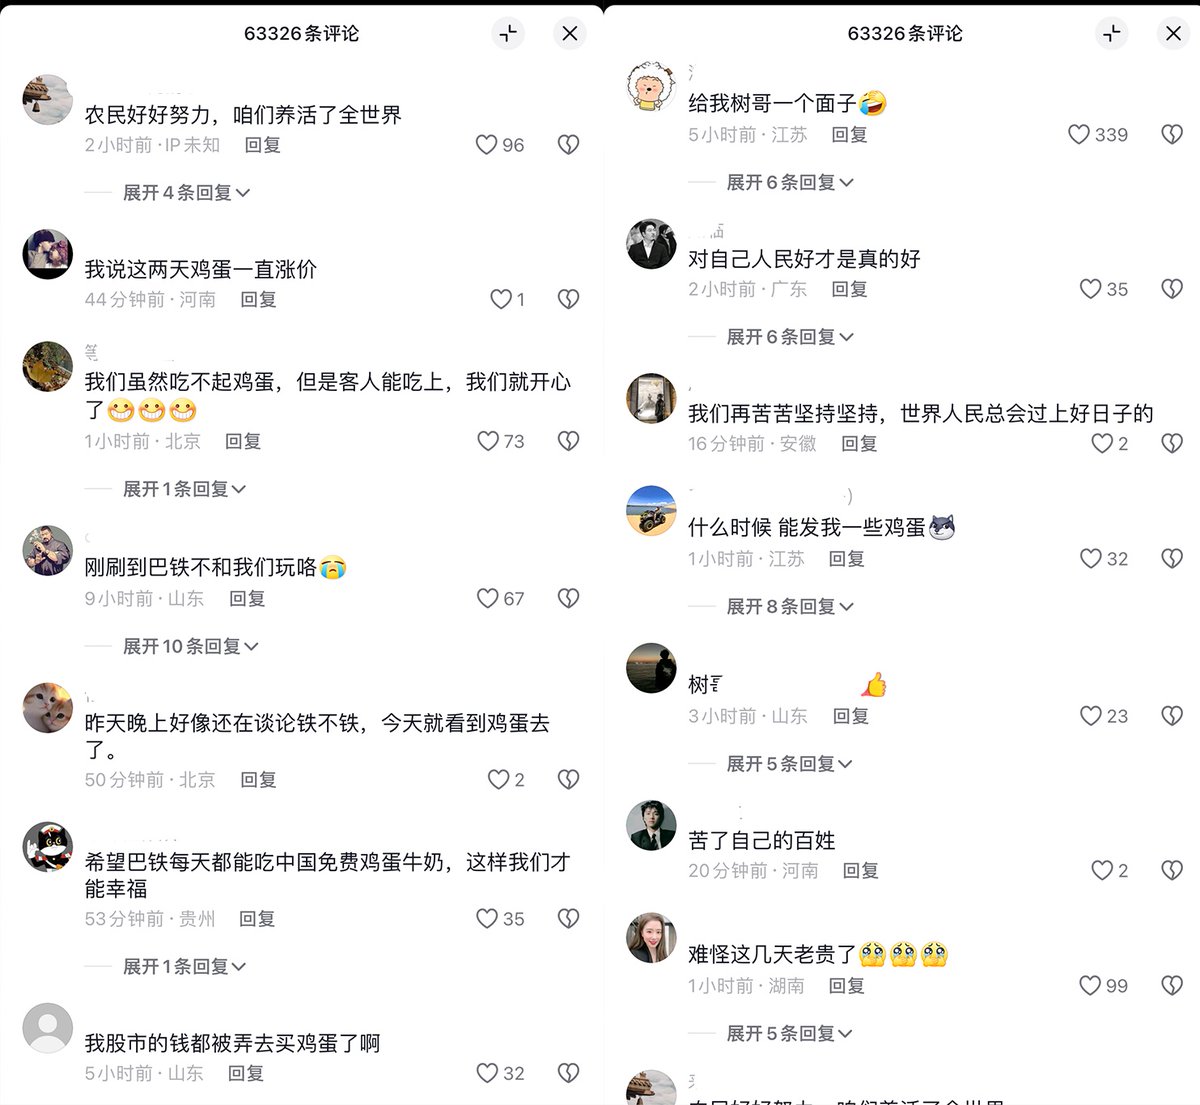 63326条评论
农民好好努力，咱们养活了全世界
2小时前·IP未知 回复
96
展开4条回复
我说这两天鸡蛋一直涨价
44分钟前·河南 回复
1
我们虽然吃不起鸡蛋，但是客人能吃上，我们就开心
了😁😁😁
1小时前·北京 回复
73
展开1条回复
刚刷到巴铁不和我们玩咯😭
9小时前·山东 回复
67
展开10条回复
昨天晚上好像还在谈论铁不铁，今天就看到鸡蛋去
了。
50分钟前·北京 回复
2
希望巴铁每天都能吃中国免费鸡蛋牛奶，这样我们才
能幸福
53分钟前·贵州 回复
35
展开1条回复
我股市的钱都被弄去买鸡蛋了啊
5小时前·山东 回复
32
63326条评论
给我树哥一个面子🤣
5小时前·江苏 回复
339
展开6条回复
对自己人民好才是真的好
2小时前·广东 回复
35
展开6条回复
我们再苦苦坚持坚持，世界人民总会过上好日子的
16分钟前·安徽 回复
2
什么时候 能发我一些鸡蛋
1小时前·江苏 回复
32
展开8条回复
树 👍
3小时前·山东 回复
23
展开5条回复
苦了自己的百姓
20分钟前·河南 回复
2
难怪这几天老贵了🥹🥹🥹
1小时前·湖南 回复
99
展开5条回复